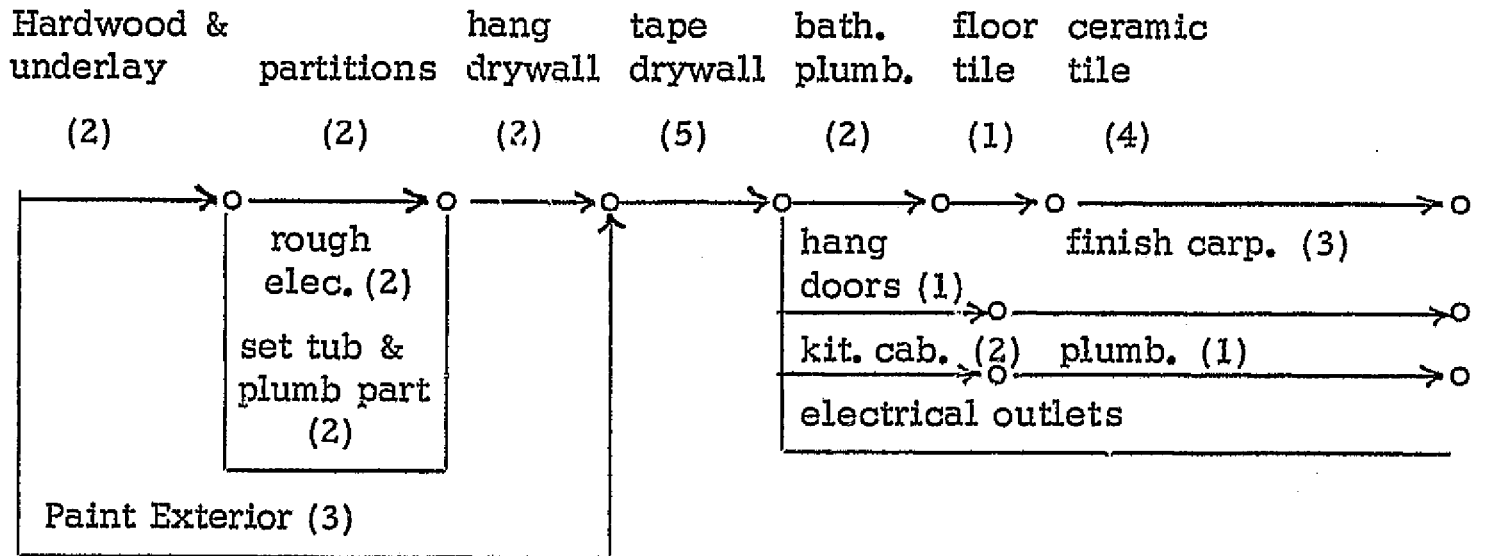 Hardwood & hang tape bath. floor ceramic
underlay partitions drywall drywall plumb. tile tile
(2) (2) (5) (2) (1) (4)
rough hang finish carp. (3)
elec. (2) doors (1)
set tub & kit. cab. (2) plumb. (1)
plumb part electrical outlets
(2)
Paint Exterior (3)